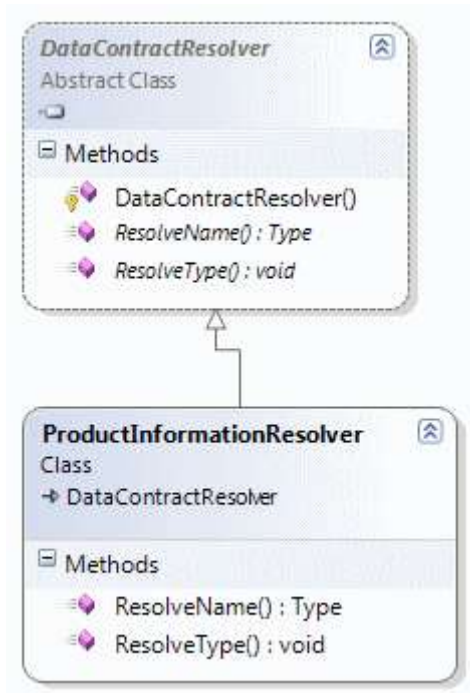 DataContractResolver
Abstract Class
Methods
DataContractResolver()
ResolveName() : Type
ResolveType() : void
ProductInformationResolver
Class
DataContractResolver
Methods
ResolveName() : Type
ResolveType() : void